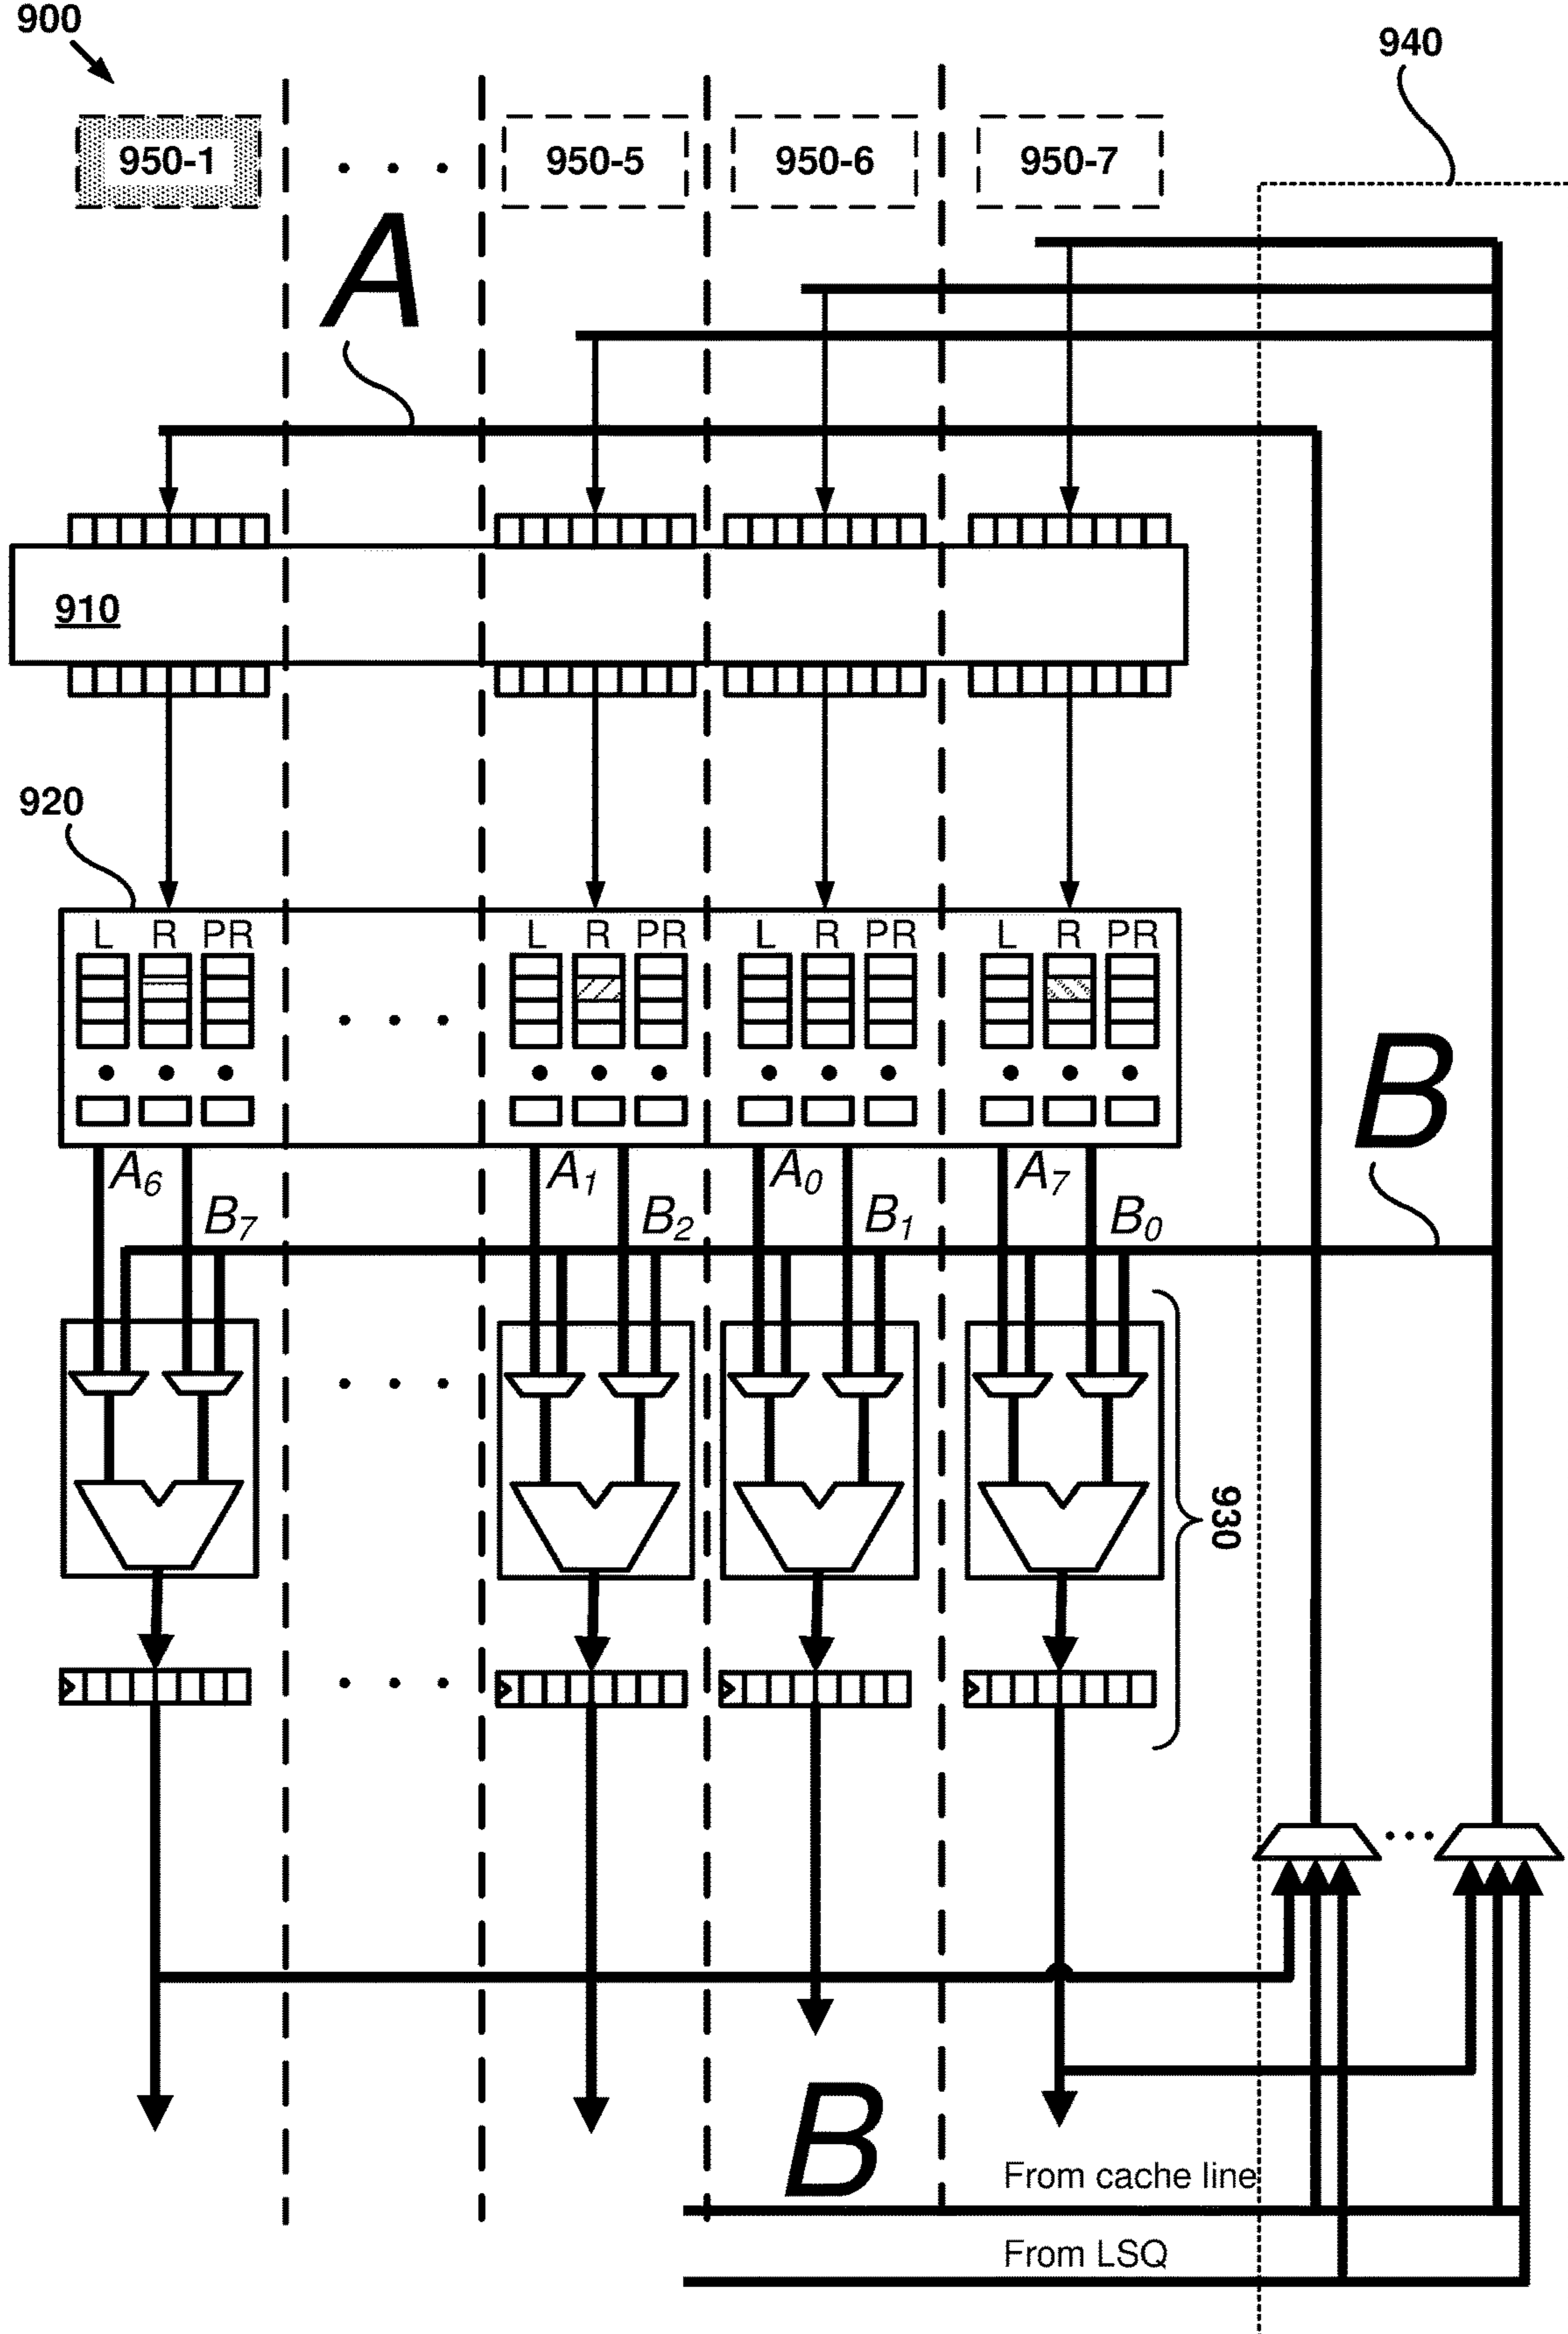 900
940
950-1
950-5
950-6
950-7
A
910
920
L R PR
L R PR
L R PR
L R PR
B
A6
A1
A0
A7
B7
B2
B1
B0
930
B
From cache line
From LSQ